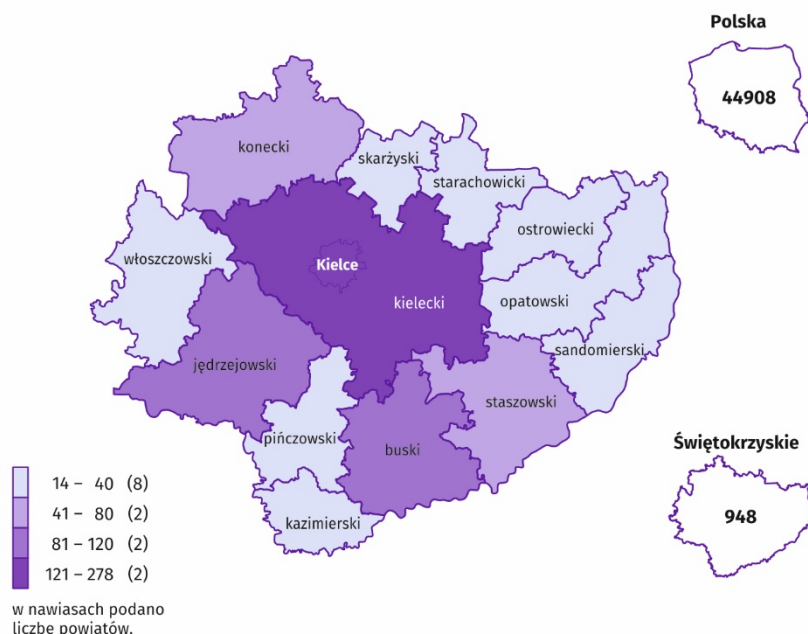 Polska
44908
konecki
skarżyski
starachowicki
ostrowiecki
włoszczowski
Kielce
kielecki
opatowski
sandomierski
jędrzejowski
staszowski
pińczowski
buski
kazimierski
Świętokrzyskie
948
14 – 40 (8)
41 – 80 (2)
81 – 120 (2)
121 – 278 (2)
w nawiasach podano
liczbę powiatów.